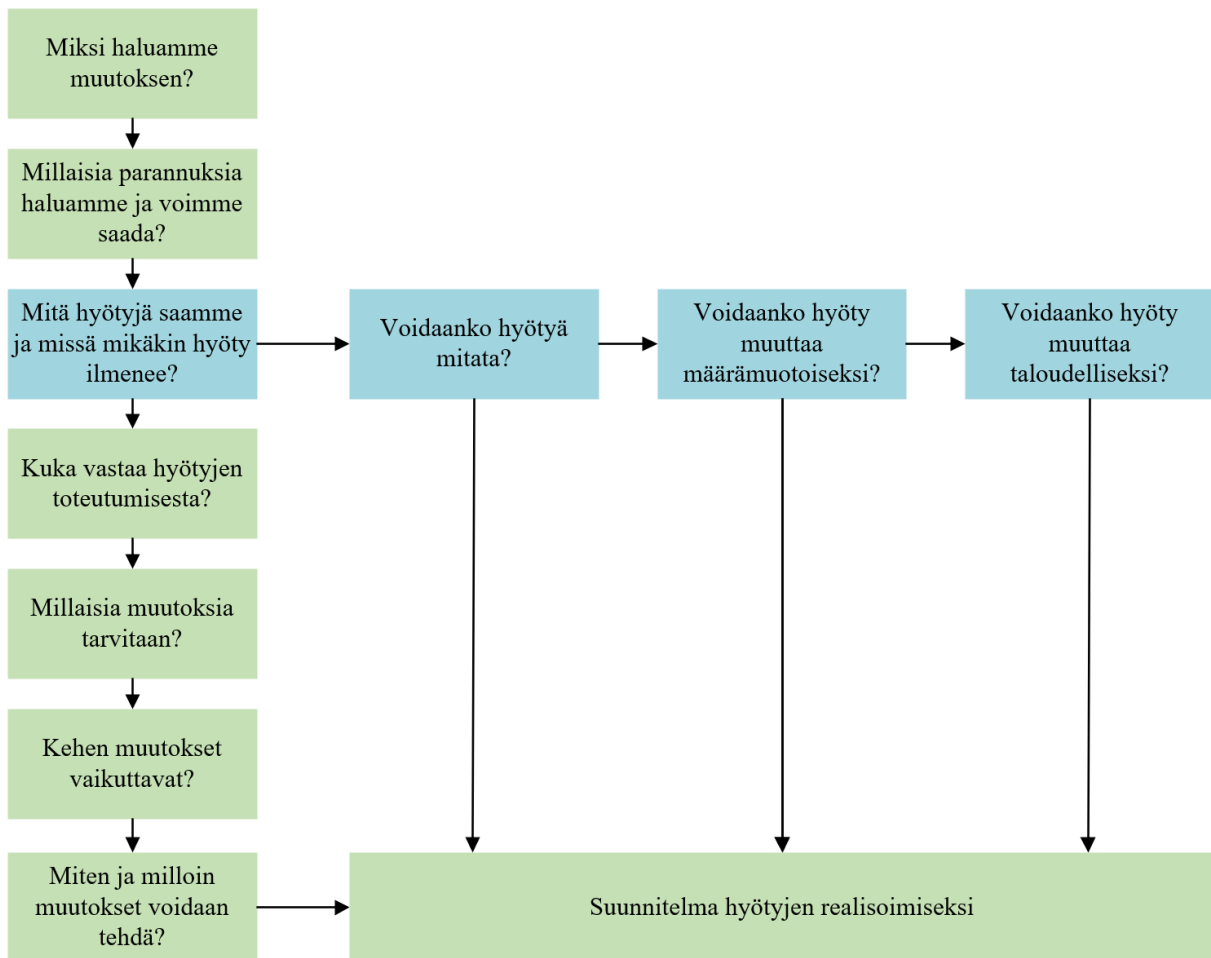 Miksi haluamme
muutoksen?
Millaisia parannuksia
haluamme ja voimme
saada?
Mitä hyötyjä saamme
ja missä mikäkin hyöty
ilmenee?
Voidaanko hyötyä
mitata?
Voidaanko hyöty
muuttaa
määrämuotoiseksi?
Voidaanko hyöty
muuttaa
taloudelliseksi?
Kuka vastaa hyötyjen
toteutumisesta?
Millaisia muutoksia
tarvitaan?
Kehen muutokset
vaikuttavat?
Miten ja milloin
muutokset voidaan
tehdä?
Suunnitelma hyötyjen realisoimiseksi